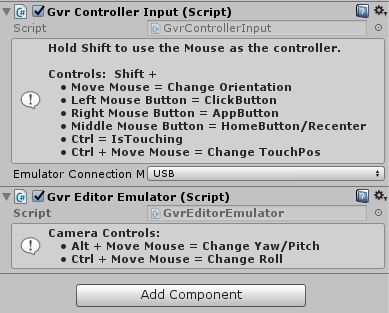 Gvr Controller Input (Script)
Script GvrControllerInput
Hold Shift to use the Mouse as the controller.
Controls: Shift +
• Move Mouse = Change Orientation
• Left Mouse Button = ClickButton
• Right Mouse Button = AppButton
• Middle Mouse Button = HomeButton/Recenter
• Ctrl = IsTouching
• Ctrl + Move Mouse = Change TouchPos
Emulator Connection M USB
Gvr Editor Emulator (Script)
Script GvrEditorEmulator
Camera Controls:
• Alt + Move Mouse = Change Yaw/Pitch
• Ctrl + Move Mouse = Change Roll
Add Component